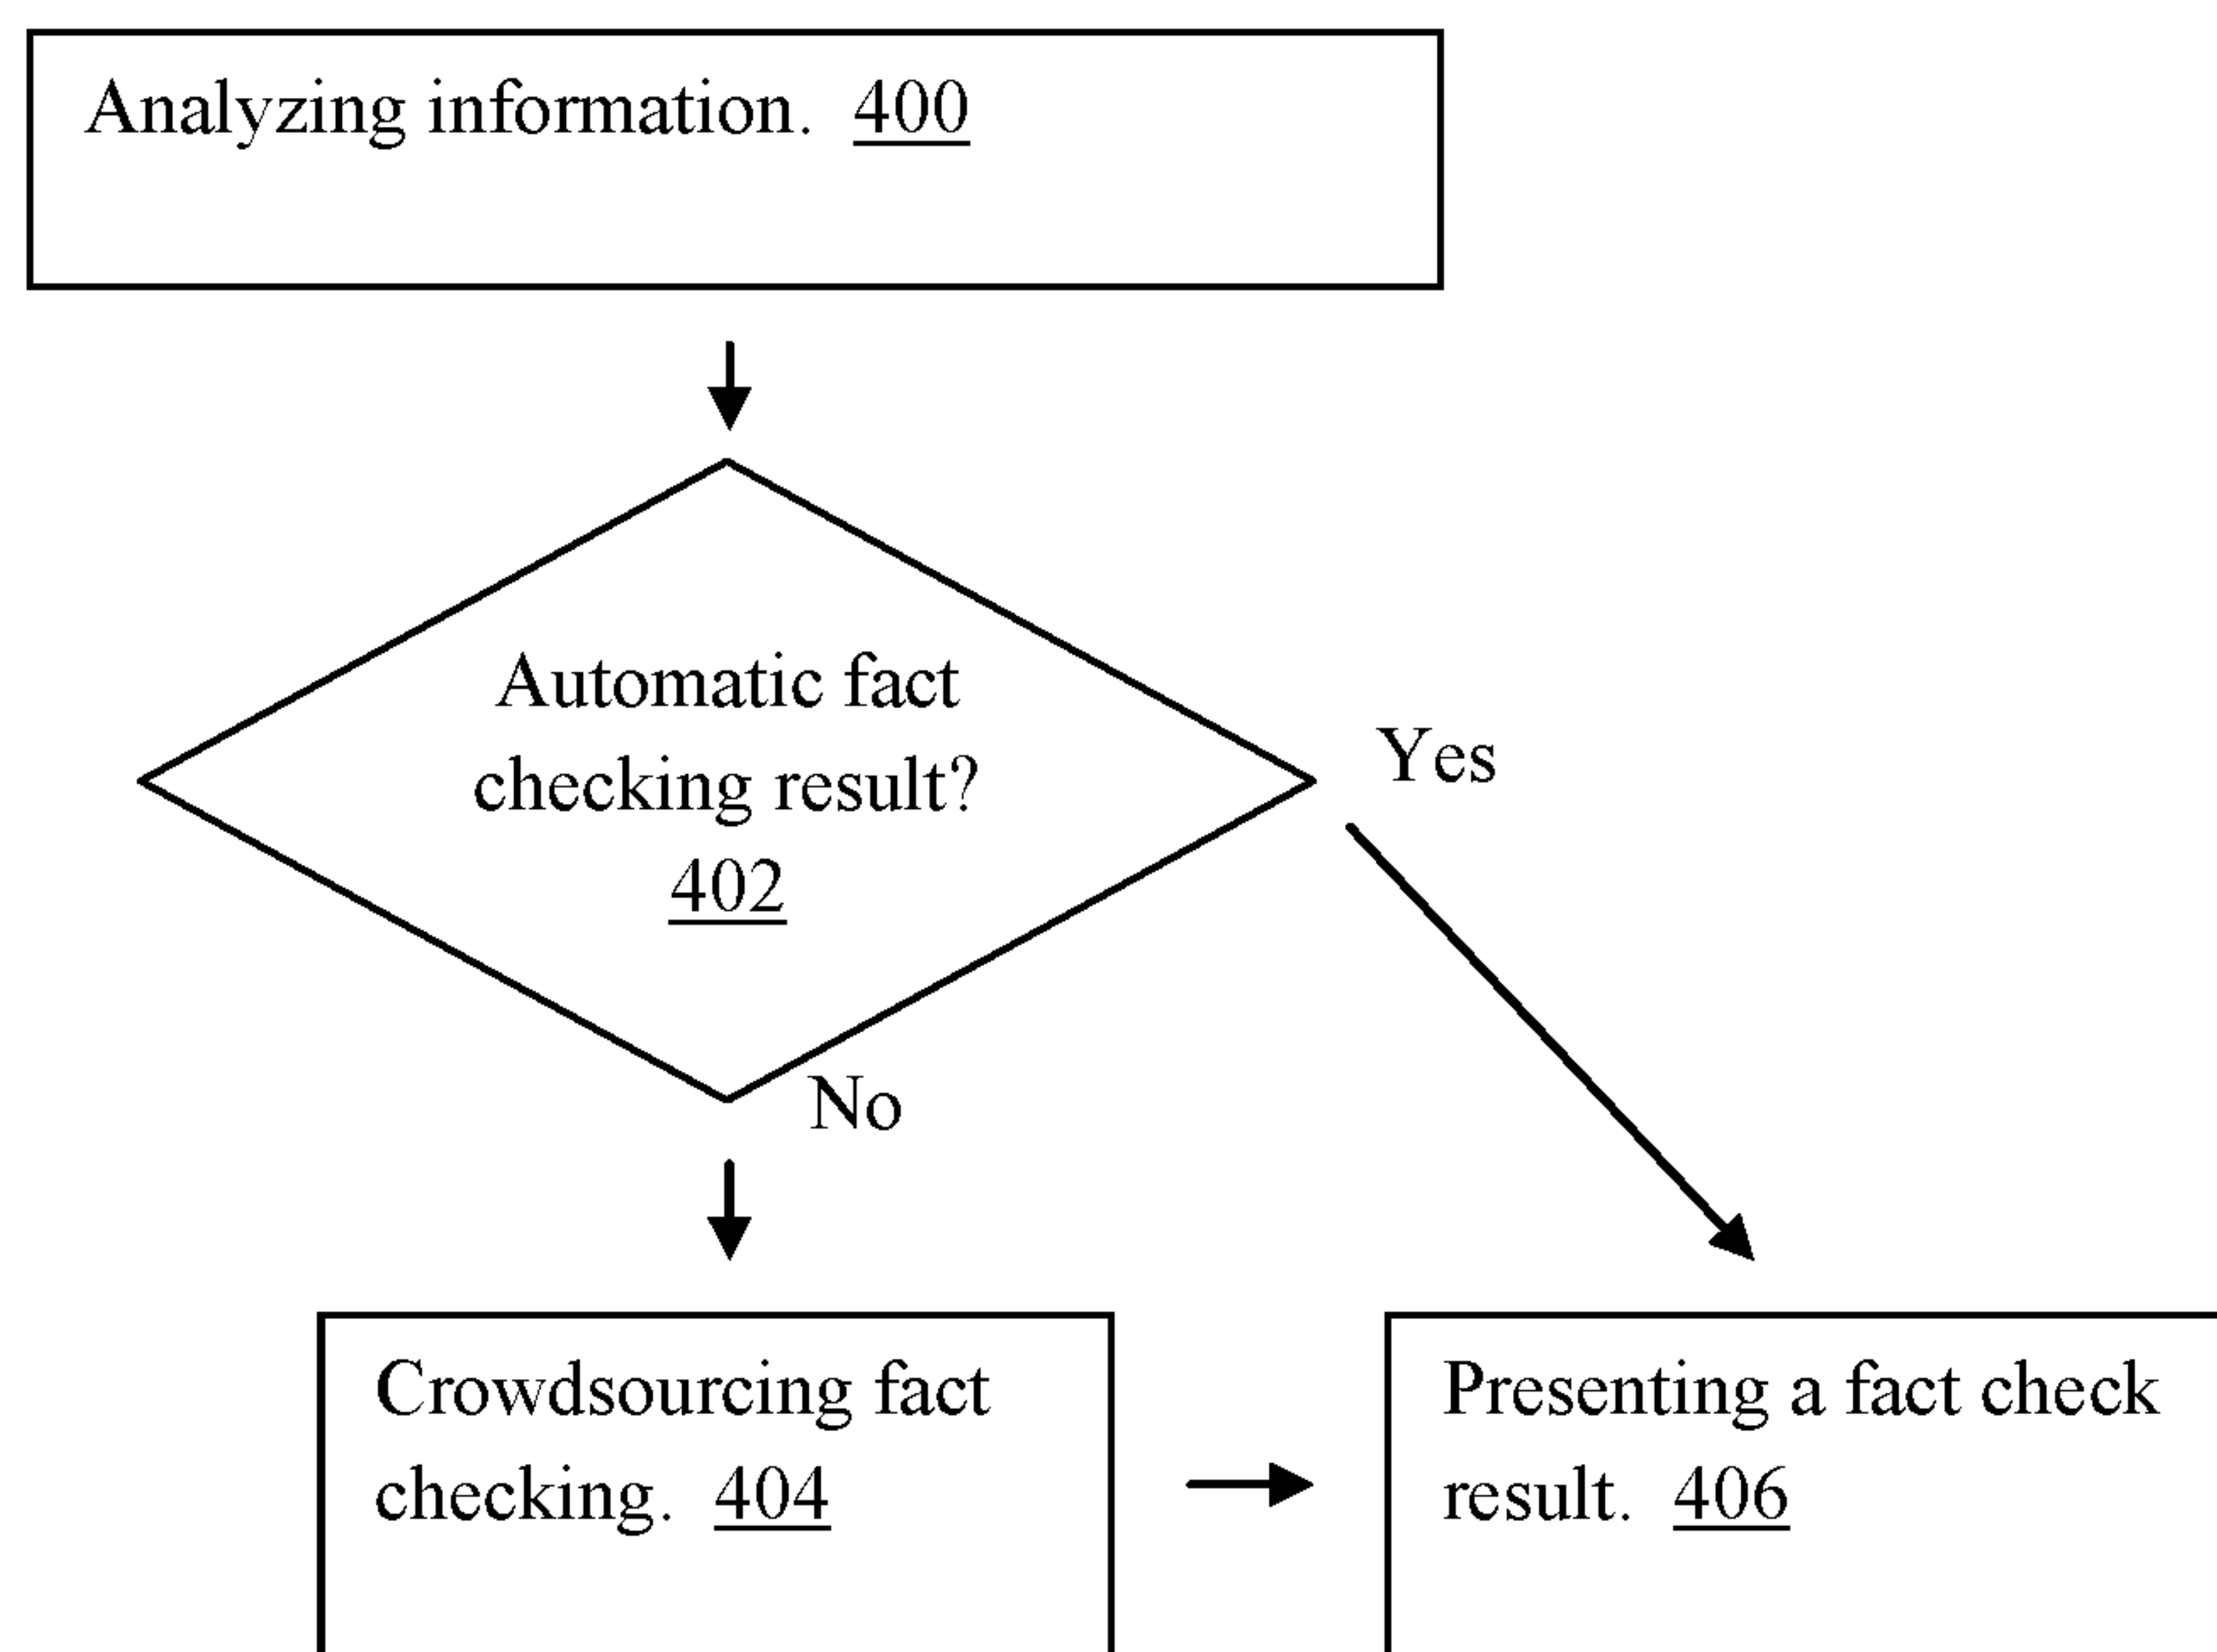 Analyzing information. 400
Automatic fact
checking result?
402
Yes
No
Crowdsourcing fact
checking. 404
Presenting a fact check
result. 406